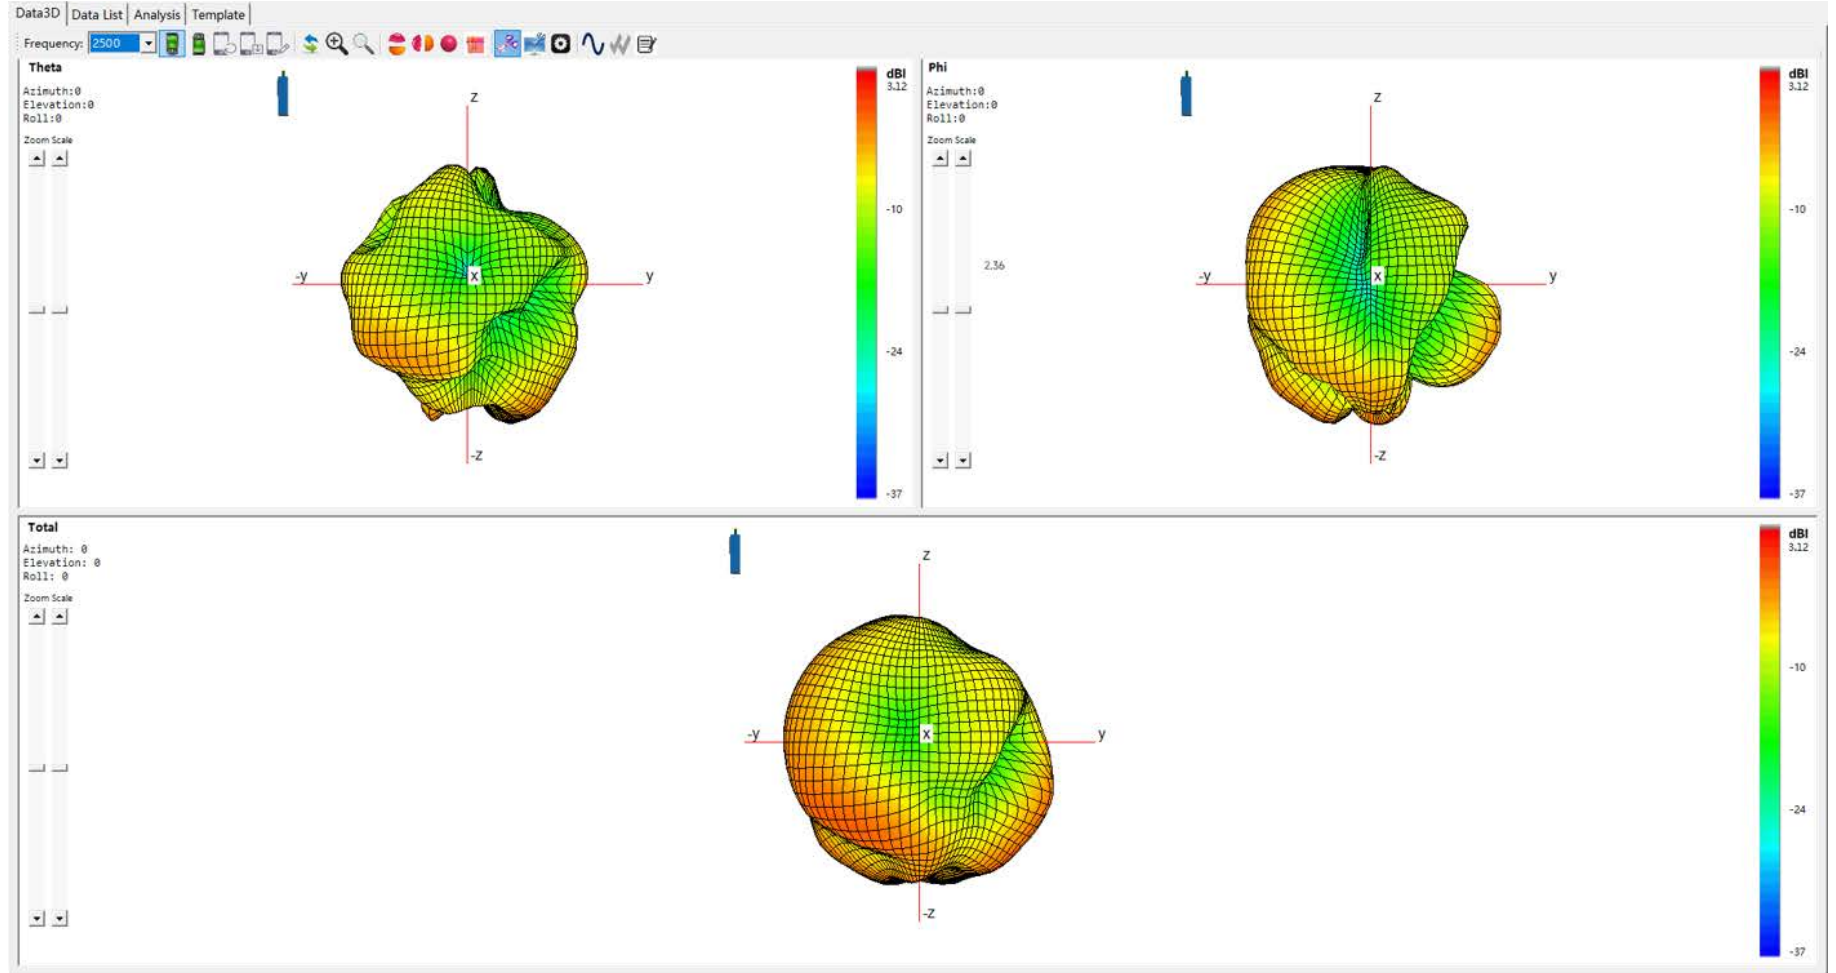 Data3D Data List Analysis Template
Frequency: 2500
Theta
Azimuth:0
Elevation:0
Roll:0
Zoom Scale
z
-y
x
y
-z
dBI
3.12
-10
-24
-37
Phi
Azimuth:0
Elevation:0
Roll:0
Zoom Scale
2.36
z
-y
x
y
-z
dBI
3.12
-10
-24
-37
Total
Azimuth: 0
Elevation: 0
Roll: 0
Zoom Scale
z
-y
x
y
-z
dBI
3.12
-10
-24
-37